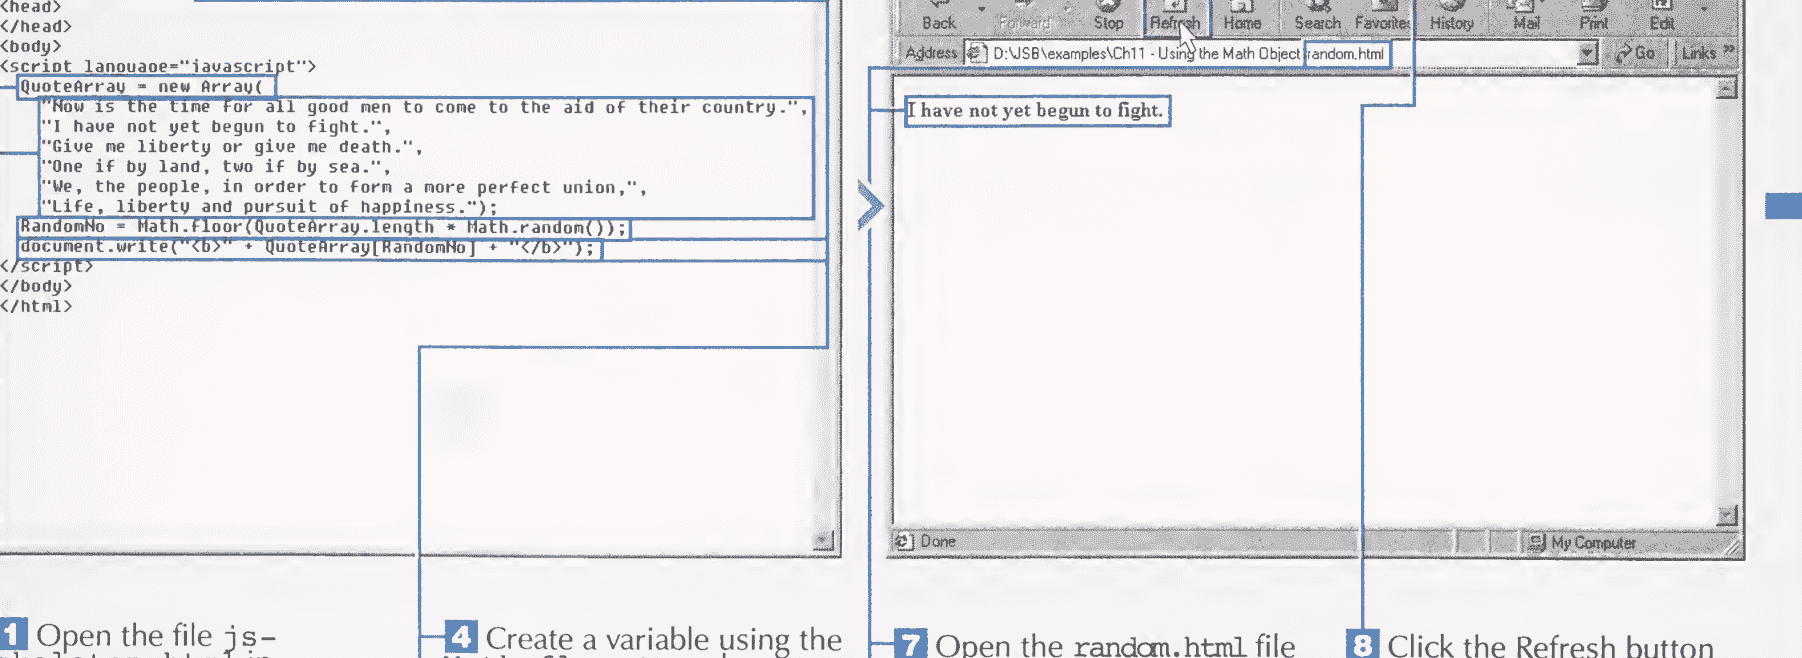 <head>
</head>
<body>
<script language="javascript">
QuoteArray = new Array(
"Now is the time for all good men to come to the aid of their country.",
"I have not yet begun to fight.",
"Give me liberty or give me death.",
"One if by land, two if by sea.",
"We, the people, in order to form a more perfect union,",
"Life, liberty and pursuit of happiness.");
RandomNo = Math.floor(QuoteArray.length * Math.random());
document.write("<b>" + QuoteArray[RandomNo] + "</b>");
</script>
</body>
</html>
Back Forward Stop Refresh Home Search Favorites History Mail Print Edit
Address D:\JSB\examples\Ch11 - Using the Math Object\random.html Go Links »
I have not yet begun to fight.
Done My Computer
1 Open the file js-
4 Create a variable using the
7 Open the random.html file
8 Click the Refresh button